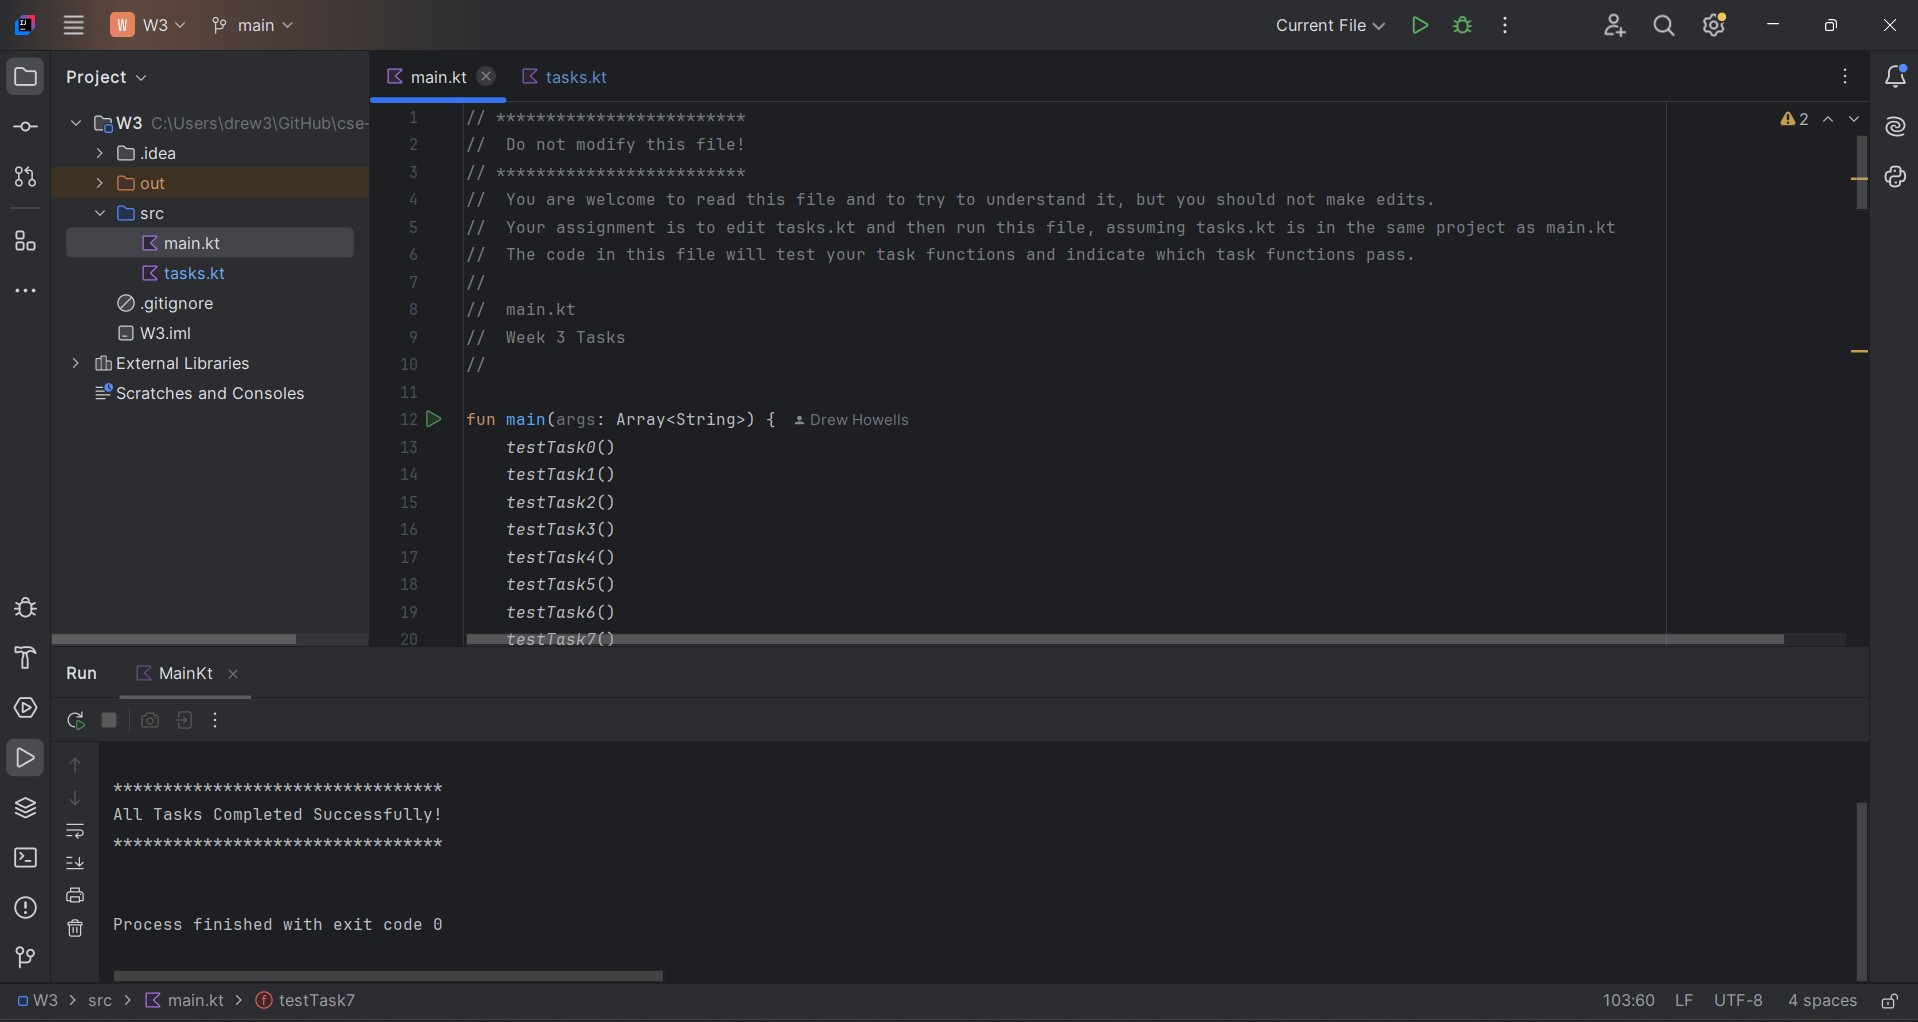 W W3 main Current File
Project
main.kt tasks.kt
W3 C:\Users\drew3\GitHub\cse-
.idea
out
src
main.kt
tasks.kt
.gitignore
W3.iml
External Libraries
Scratches and Consoles
2
1 // *************************
2 //  Do not modify this file!
3 // *************************
4 //  You are welcome to read this file and to try to understand it, but you should not make edits.
5 //  Your assignment is to edit tasks.kt and then run this file, assuming tasks.kt is in the same project as main.kt
6 //  The code in this file will test your task functions and indicate which task functions pass.
7 //
8 //  main.kt
9 //  Week 3 Tasks
10 //
11
12 fun main(args: Array<String>) { Drew Howells
13 testTask0()
14 testTask1()
15 testTask2()
16 testTask3()
17 testTask4()
18 testTask5()
19 testTask6()
20 testTask7()
Run MainKt
*********************************
All Tasks Completed Successfully!
*********************************
Process finished with exit code 0
W3 > src > main.kt > testTask7 103:60 LF UTF-8 4 spaces